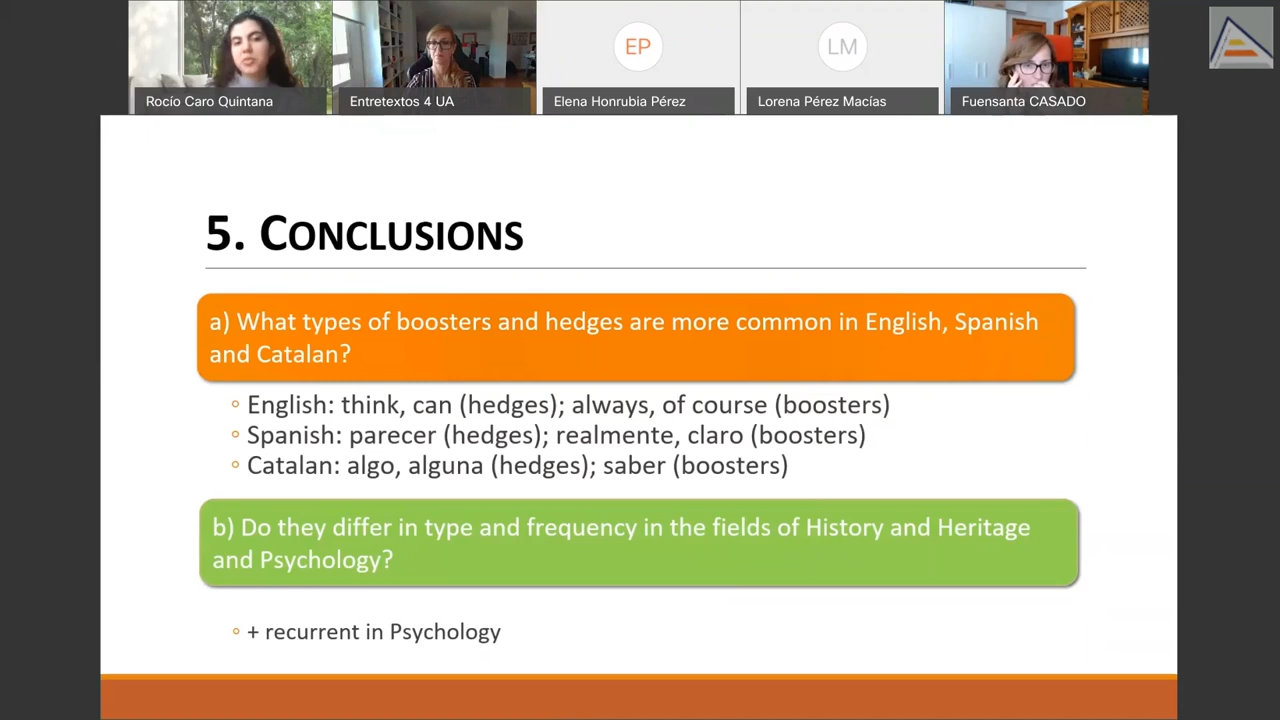 Rocío Caro Quintana
Entretextos 4 UA
EP
Elena Honrubia Pérez
LM
Lorena Pérez Macías
Fuensanta CASADO
5. CONCLUSIONS
a) What types of boosters and hedges are more common in English, Spanish
and Catalan?
◦ English: think, can (hedges); always, of course (boosters)
◦ Spanish: parecer (hedges); realmente, claro (boosters)
◦ Catalan: algo, alguna (hedges); saber (boosters)
b) Do they differ in type and frequency in the fields of History and Heritage
and Psychology?
◦ + recurrent in Psychology